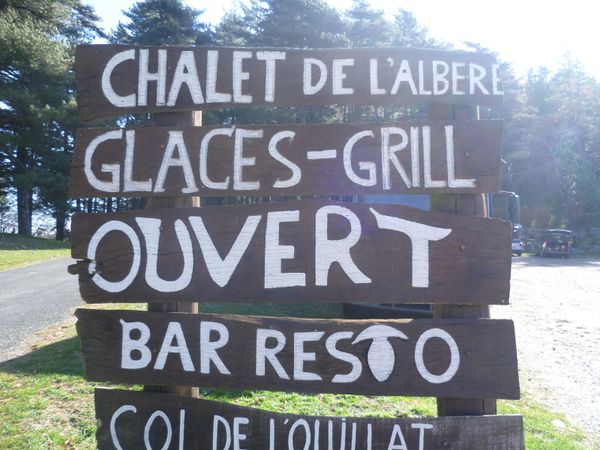 CHALET DE L'ALBERE
GLACES-GRILL
OUVERT
BAR RESTO
COL DE L'OUILLAT